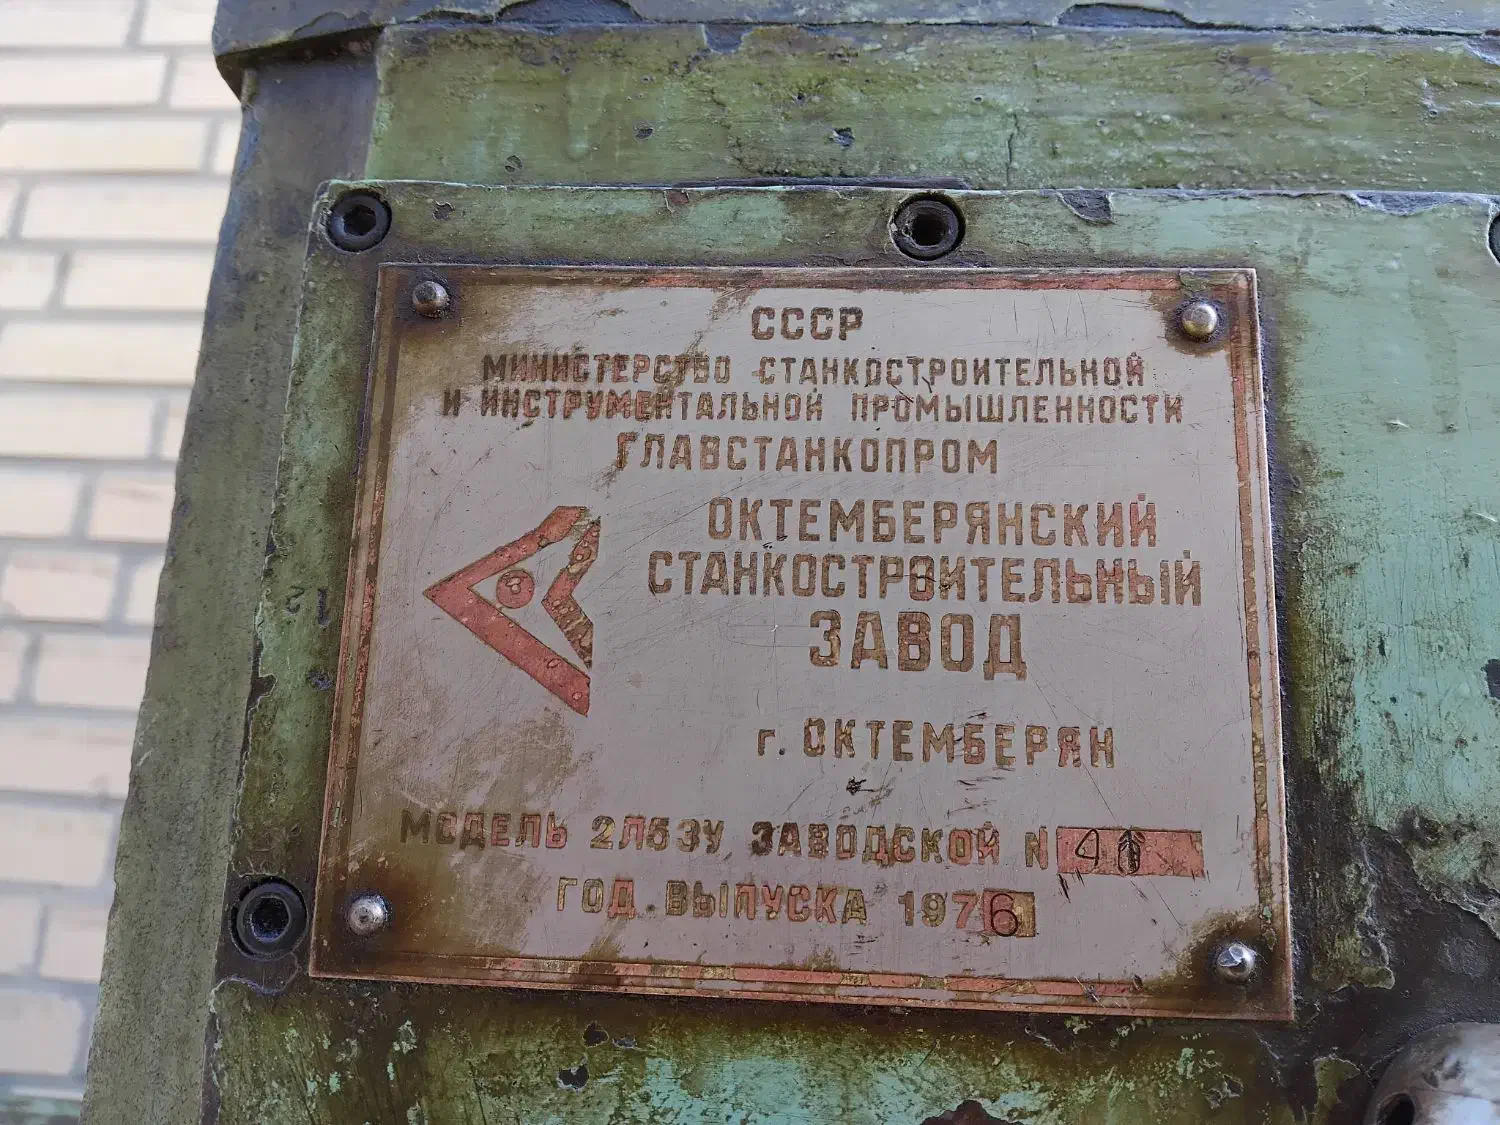 СССР
МИНИСТЕРСТВО СТАНКОСТРОИТЕЛЬНОЙ
И ИНСТРУМЕНТАЛЬНОЙ ПРОМЫШЛЕННОСТИ
ГЛАВСТАНКОПРОМ
ОКТЕМБЕРЯНСКИЙ
СТАНКОСТРОИТЕЛЬНЫЙ
ЗАВОД
г. ОКТЕМБЕРЯН
МОДЕЛЬ 2Л53У ЗАВОДСКОЙ N
ГОД ВЫПУСКА 1976